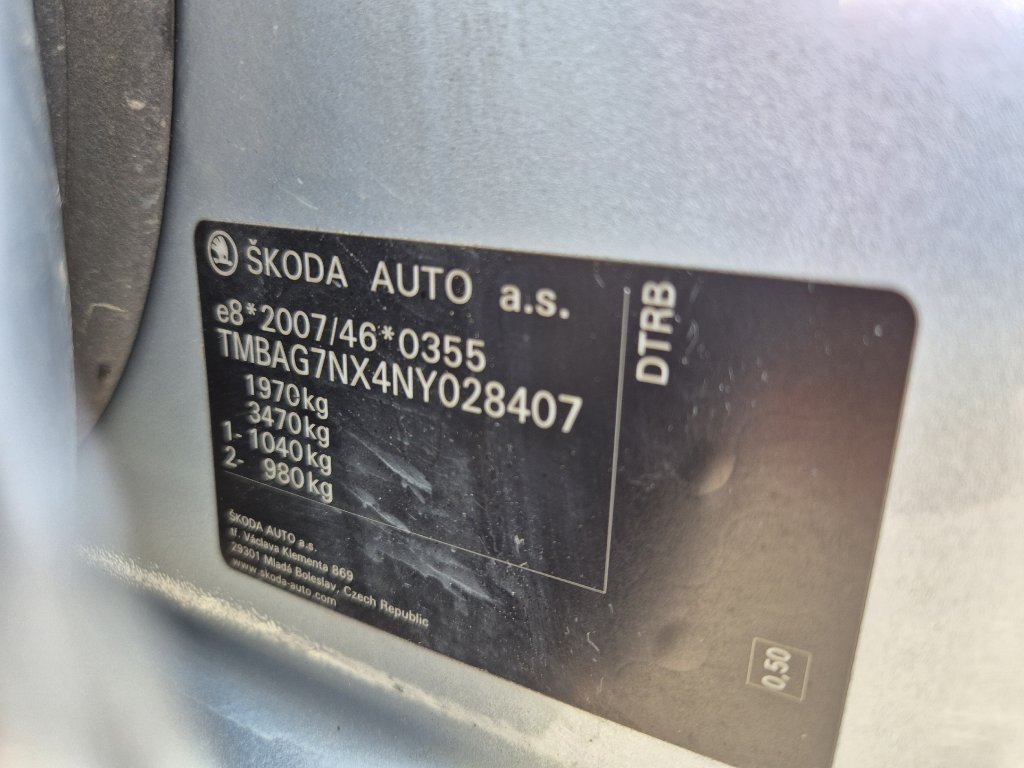 ŠKODA AUTO a.s.
e8*2007/46*0355
TMBAG7NX4NY028407
1970kg
3470kg
1- 1040kg
2- 980kg
DTRB
ŠKODA AUTO a.s.
tř. Václava Klementa 869
29301 Mladá Boleslav, Czech Republic
www.skoda-auto.com
0,50